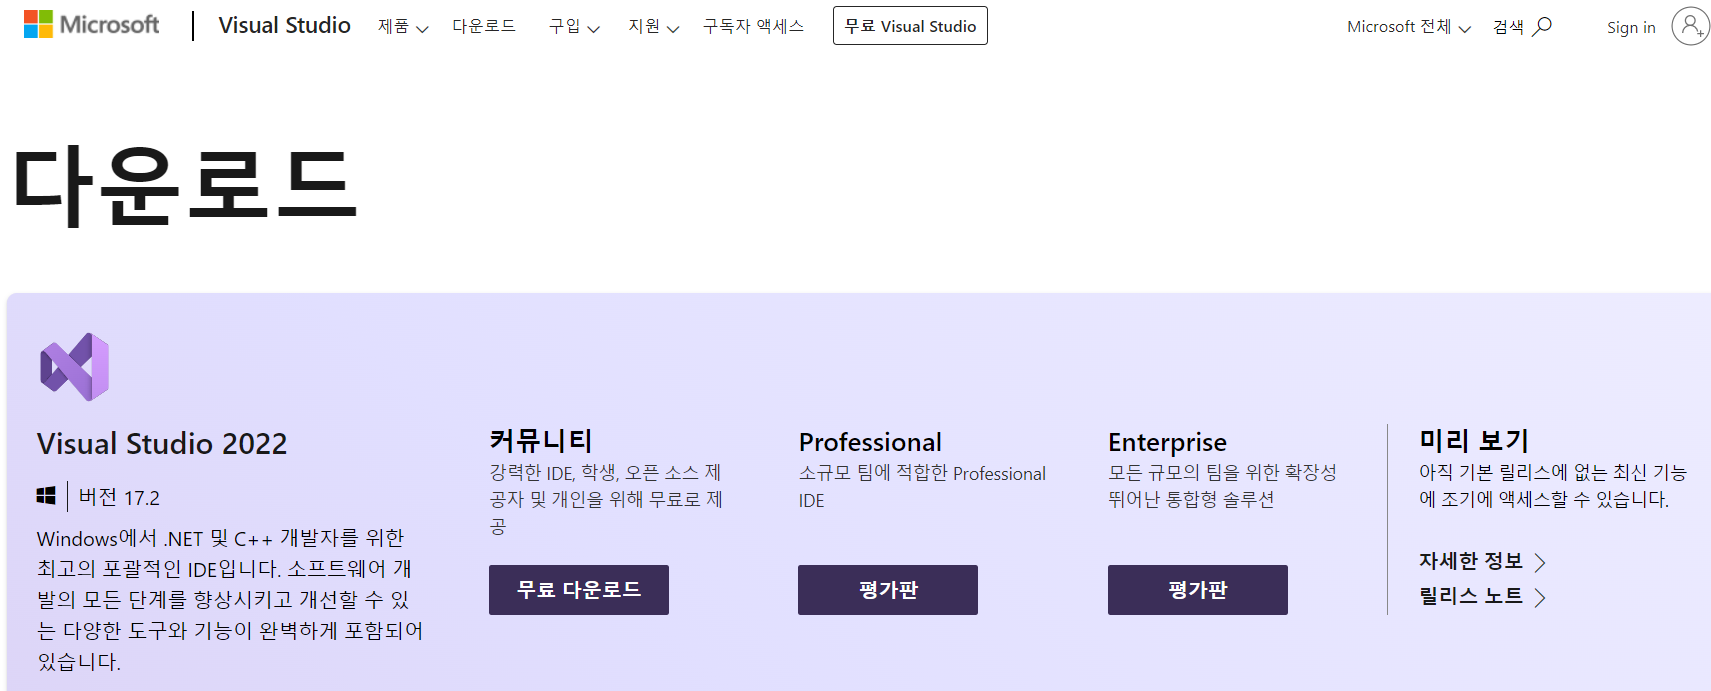 Microsoft Visual Studio 제품 다운로드 구입 지원 구독자 액세스 무료 Visual Studio Microsoft 전체 검색 Sign in
다운로드
Visual Studio 2022
버전 17.2
Windows에서 .NET 및 C++ 개발자를 위한
최고의 포괄적인 IDE입니다. 소프트웨어 개
발의 모든 단계를 향상시키고 개선할 수 있
는 다양한 도구와 기능이 완벽하게 포함되어
있습니다.
커뮤니티
강력한 IDE, 학생, 오픈 소스 제
공자 및 개인을 위해 무료로 제
공
무료 다운로드
Professional
소규모 팀에 적합한 Professional
IDE
평가판
Enterprise
모든 규모의 팀을 위한 확장성
뛰어난 통합형 솔루션
평가판
미리 보기
아직 기본 릴리스에 없는 최신 기능
에 조기에 액세스할 수 있습니다.
자세한 정보
릴리스 노트